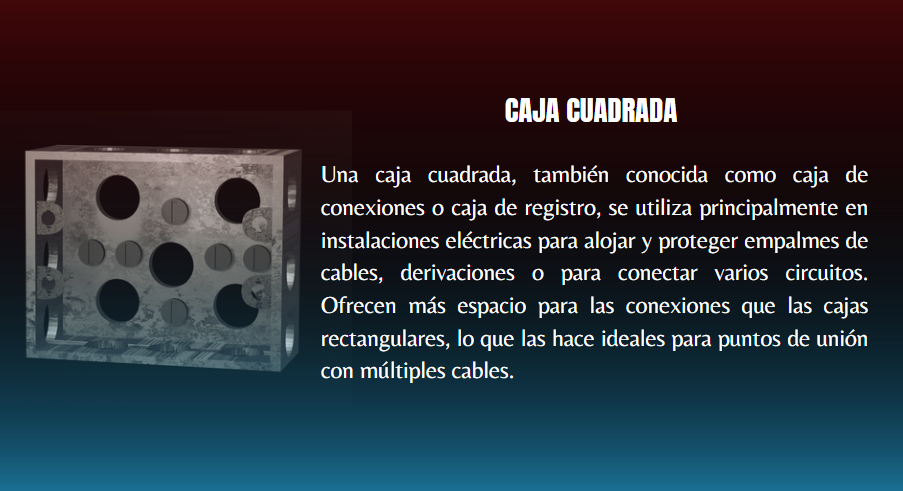 CAJA CUADRADA
Una caja cuadrada, también conocida como caja de
conexiones o caja de registro, se utiliza principalmente en
instalaciones eléctricas para alojar y proteger empalmes de
cables, derivaciones o para conectar varios circuitos.
Ofrecen más espacio para las conexiones que las cajas
rectangulares, lo que las hace ideales para puntos de unión
con múltiples cables.